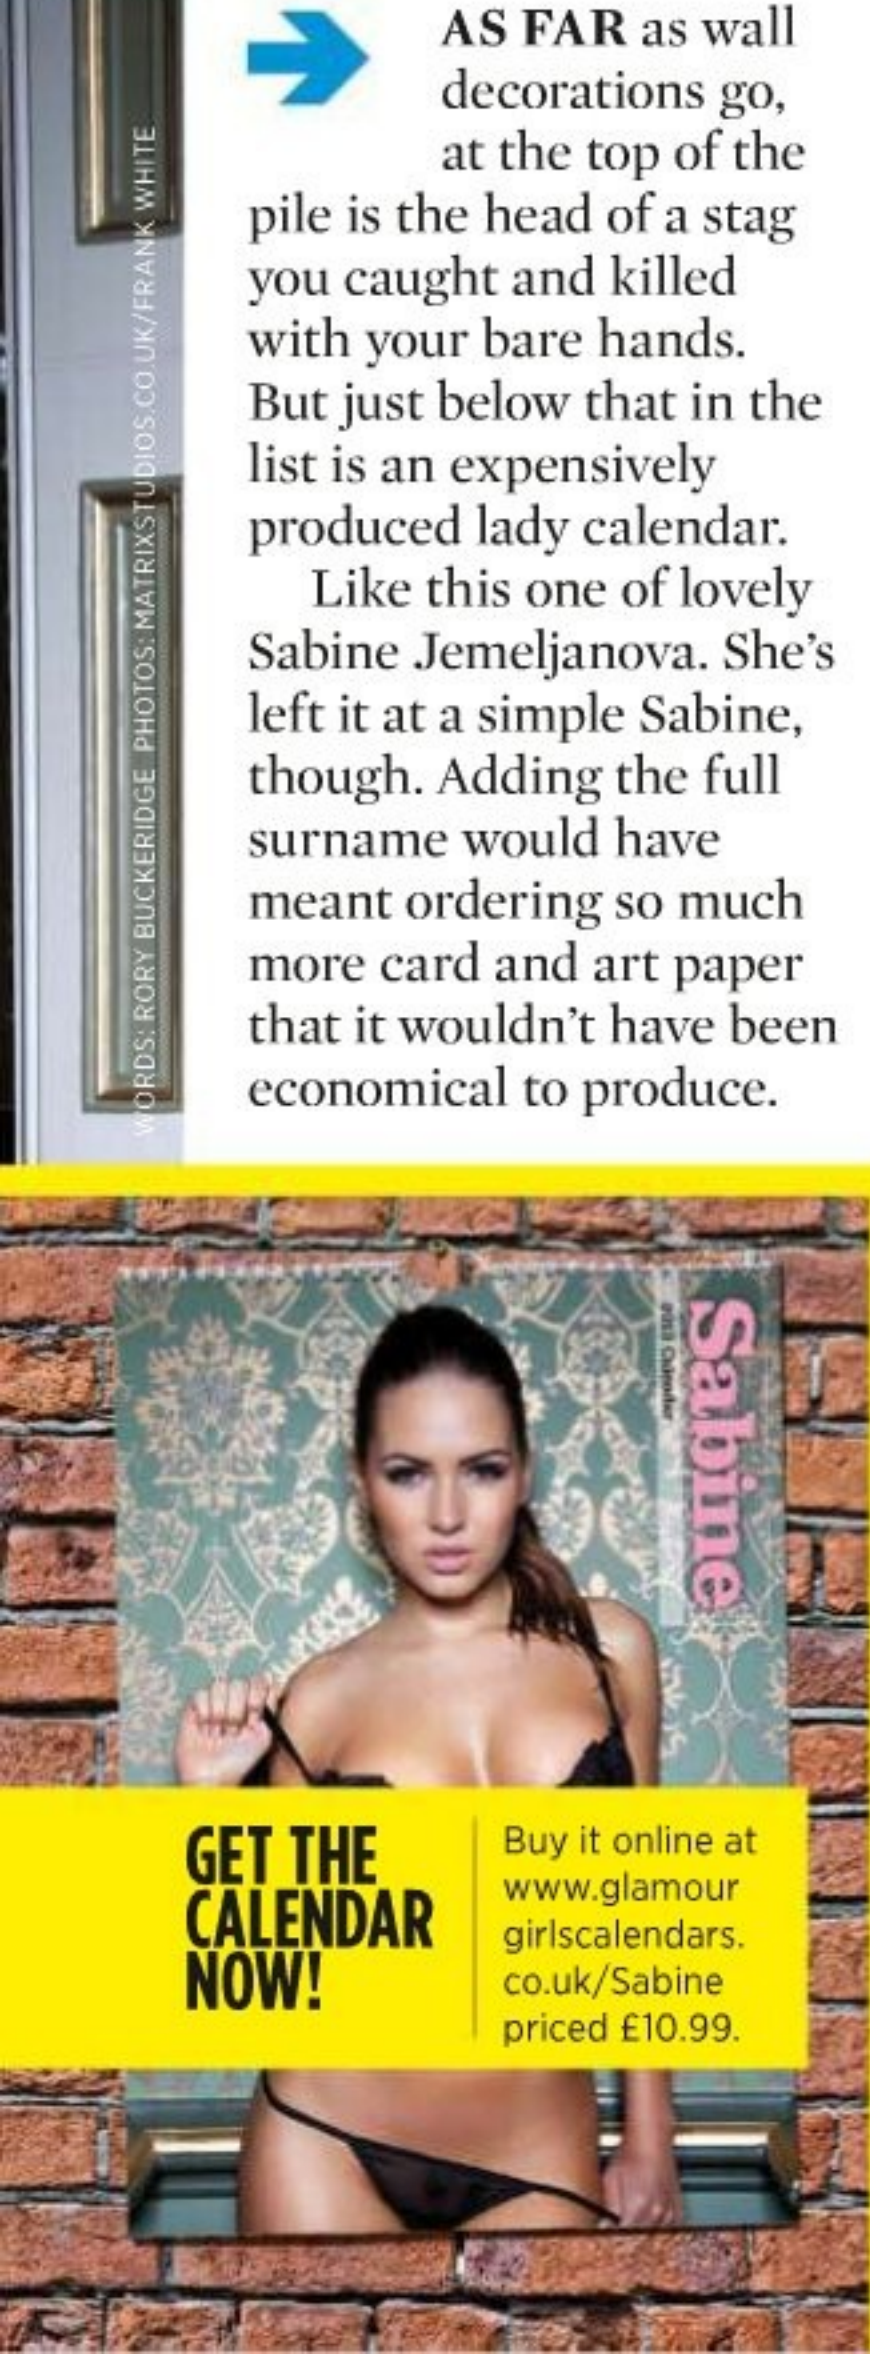 AS FAR as wall
decorations go,
at the top of the
pile is the head of a stag
you caught and killed
with your bare hands.
But just below that in the
list is an expensively
produced lady calendar.
Like this one of lovely
Sabine Jemeljanova. She's
left it at a simple Sabine,
though. Adding the full
surname would have
meant ordering so much
more card and art paper
that it wouldn't have been
economical to produce.
WORDS: RORY BUCKERIDGE PHOTOS: MATRIXSTUDIOS.CO.UK/FRANK WHITE
Sabine
2013 Calendar
GET THE
CALENDAR
NOW!
Buy it online at
www.glamour
girlscalendars.
co.uk/Sabine
priced £10.99.